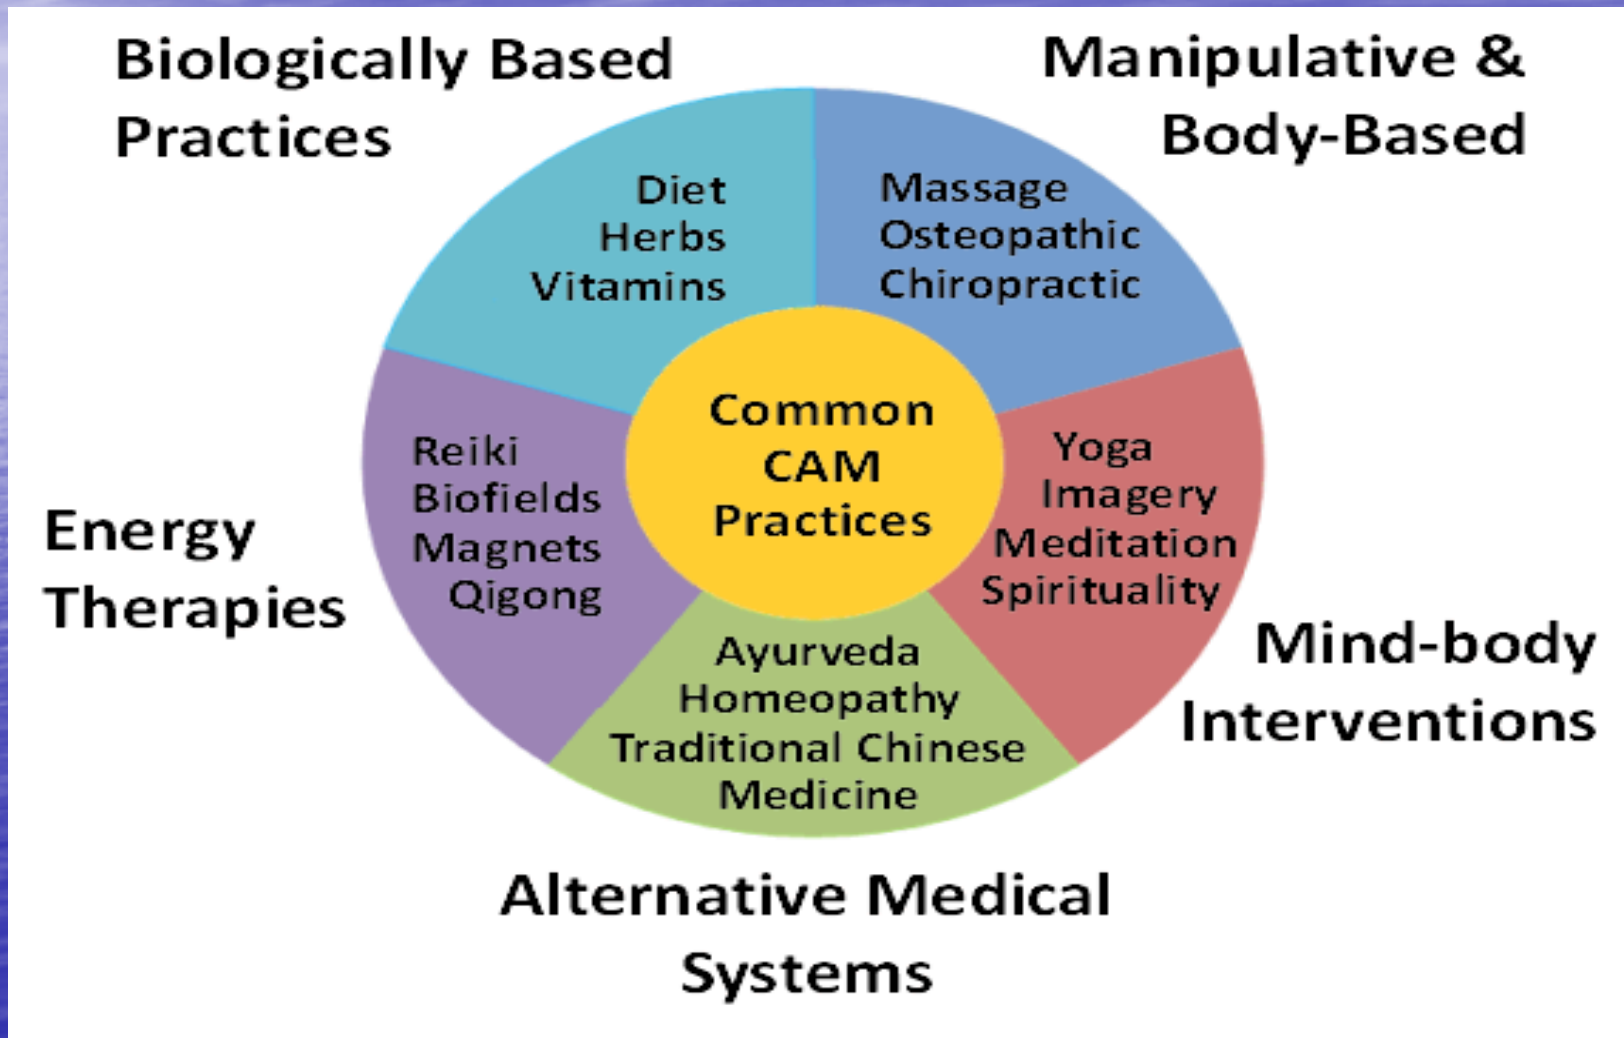 Biologically Based
Practices
Manipulative &
Body-Based
Diet
Herbs
Vitamins
Massage
Osteopathic
Chiropractic
Common
CAM
Practices
Reiki
Biofields
Magnets
Qigong
Yoga
Imagery
Meditation
Spirituality
Energy
Therapies
Ayurveda
Homeopathy
Traditional Chinese
Medicine
Mind-body
Interventions
Alternative Medical
Systems